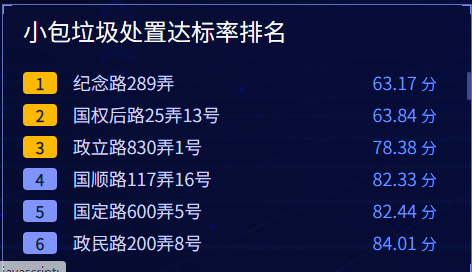 小包垃圾处置达标率排名
1 纪念路289弄 63.17 分
2 国权后路25弄13号 63.84 分
3 政立路830弄1号 78.38 分
4 国顺路117弄16号 82.33 分
5 国定路600弄5号 82.44 分
6 政民路200弄8号 84.01 分
javascript: